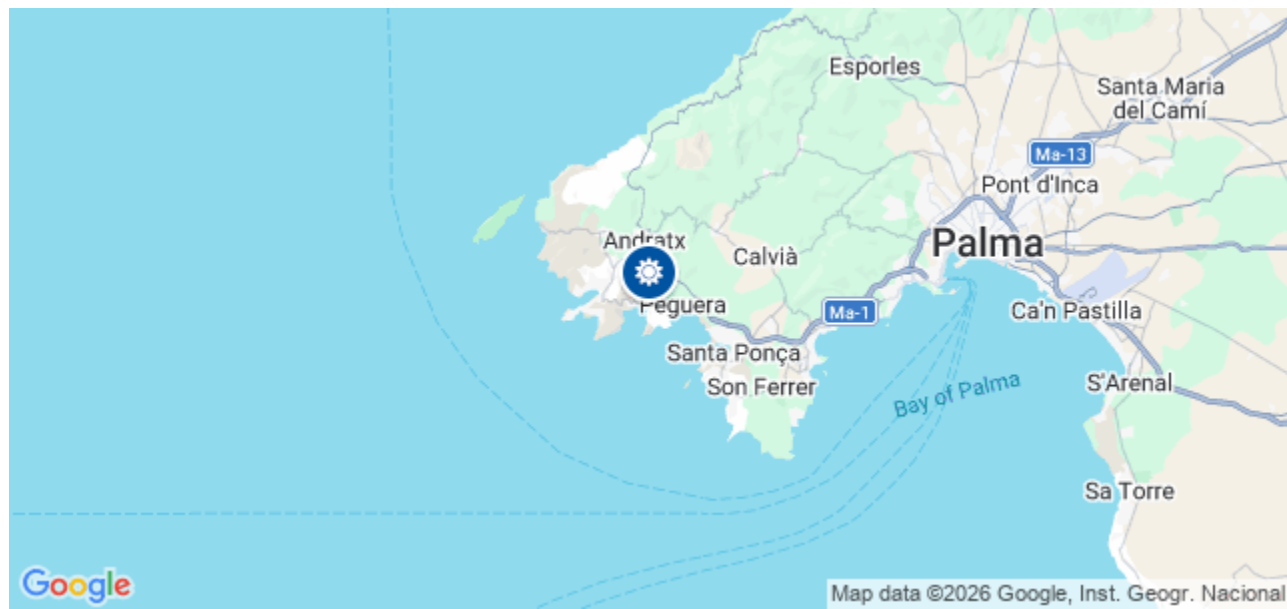 Esporles
Santa Maria
del Camí
Ma-13
Pont d'Inca
Andratx
Calvià
Palma
Peguera
Ma-1
Ca'n Pastilla
Santa Ponça
Son Ferrer
S'Arenal
Bay of Palma
Sa Torre
Google
Map data ©2026 Google, Inst. Geogr. Nacional